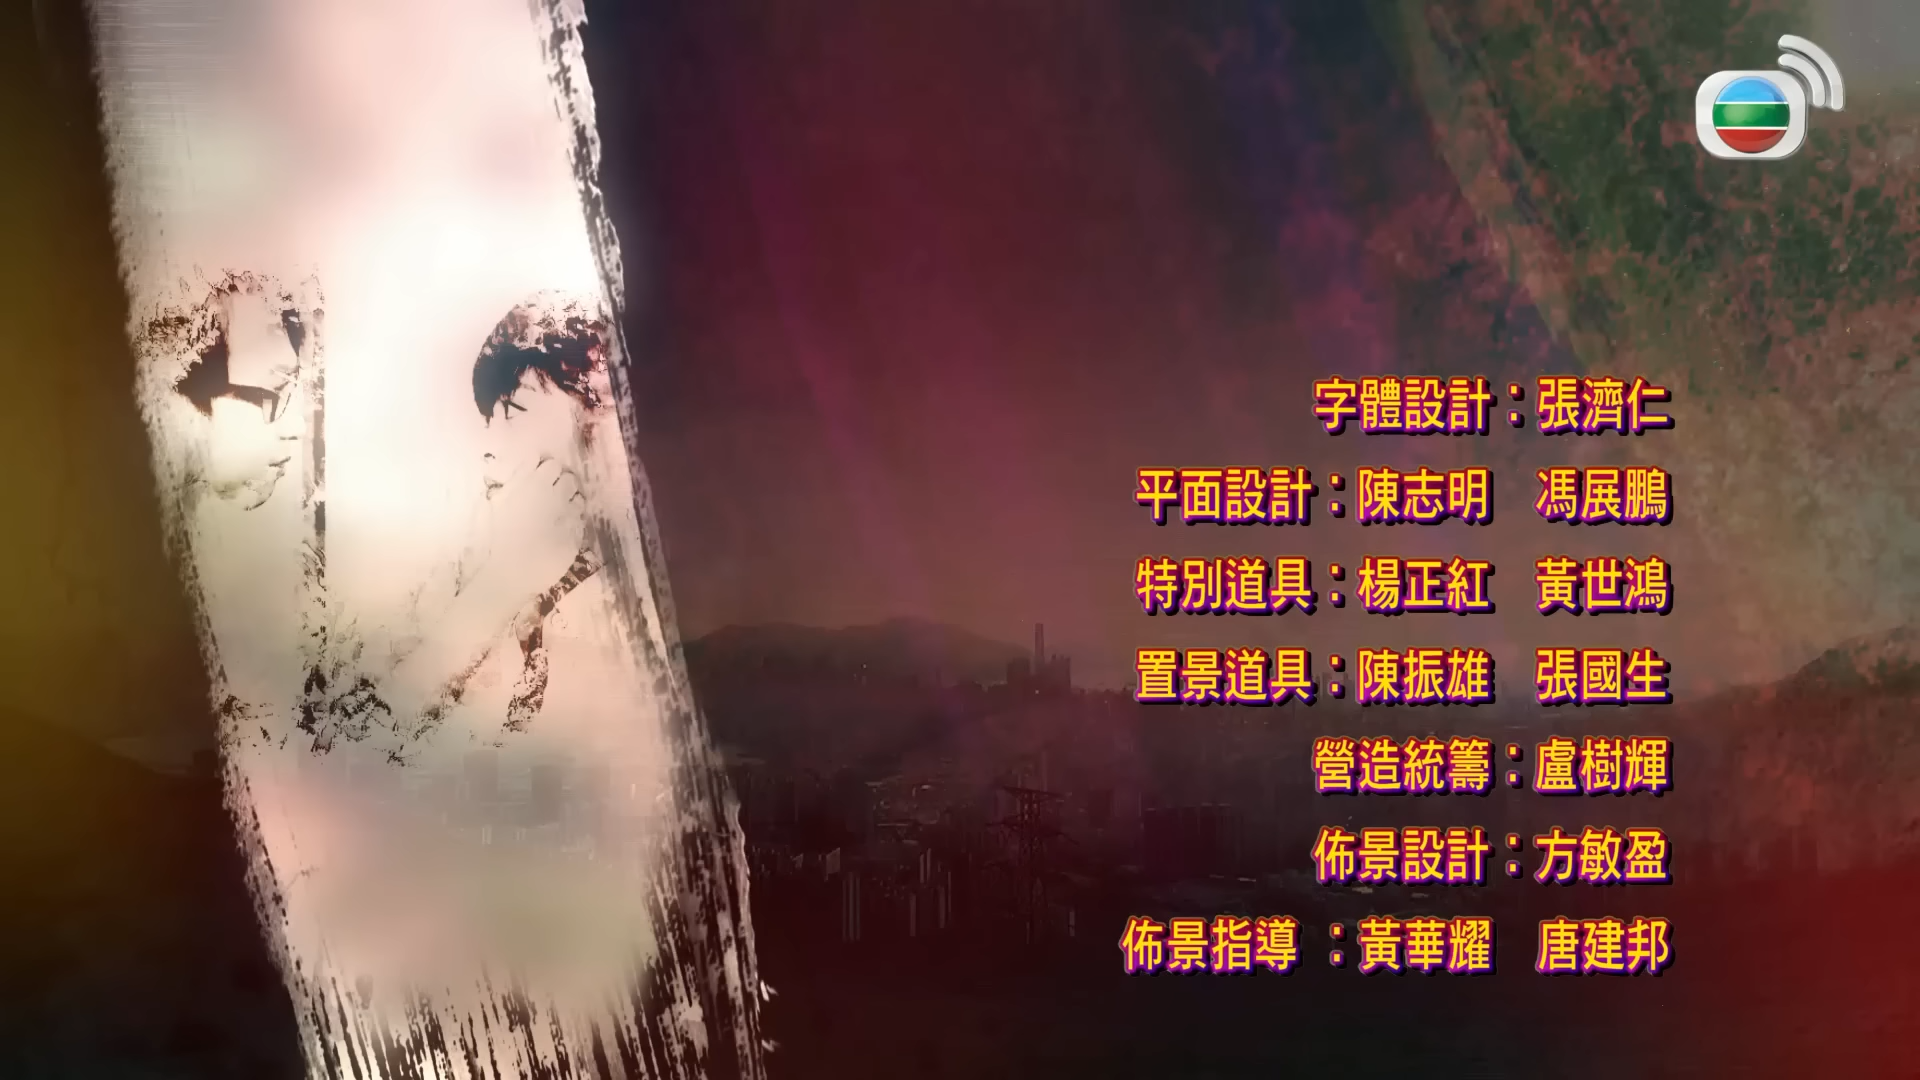 字體設計：張濟仁
平面設計：陳志明　馮展鵬
特別道具：楊正紅　黃世鴻
置景道具：陳振雄　張國生
營造統籌：盧樹輝
佈景設計：方敏盈
佈景指導：黃華耀　唐建邦